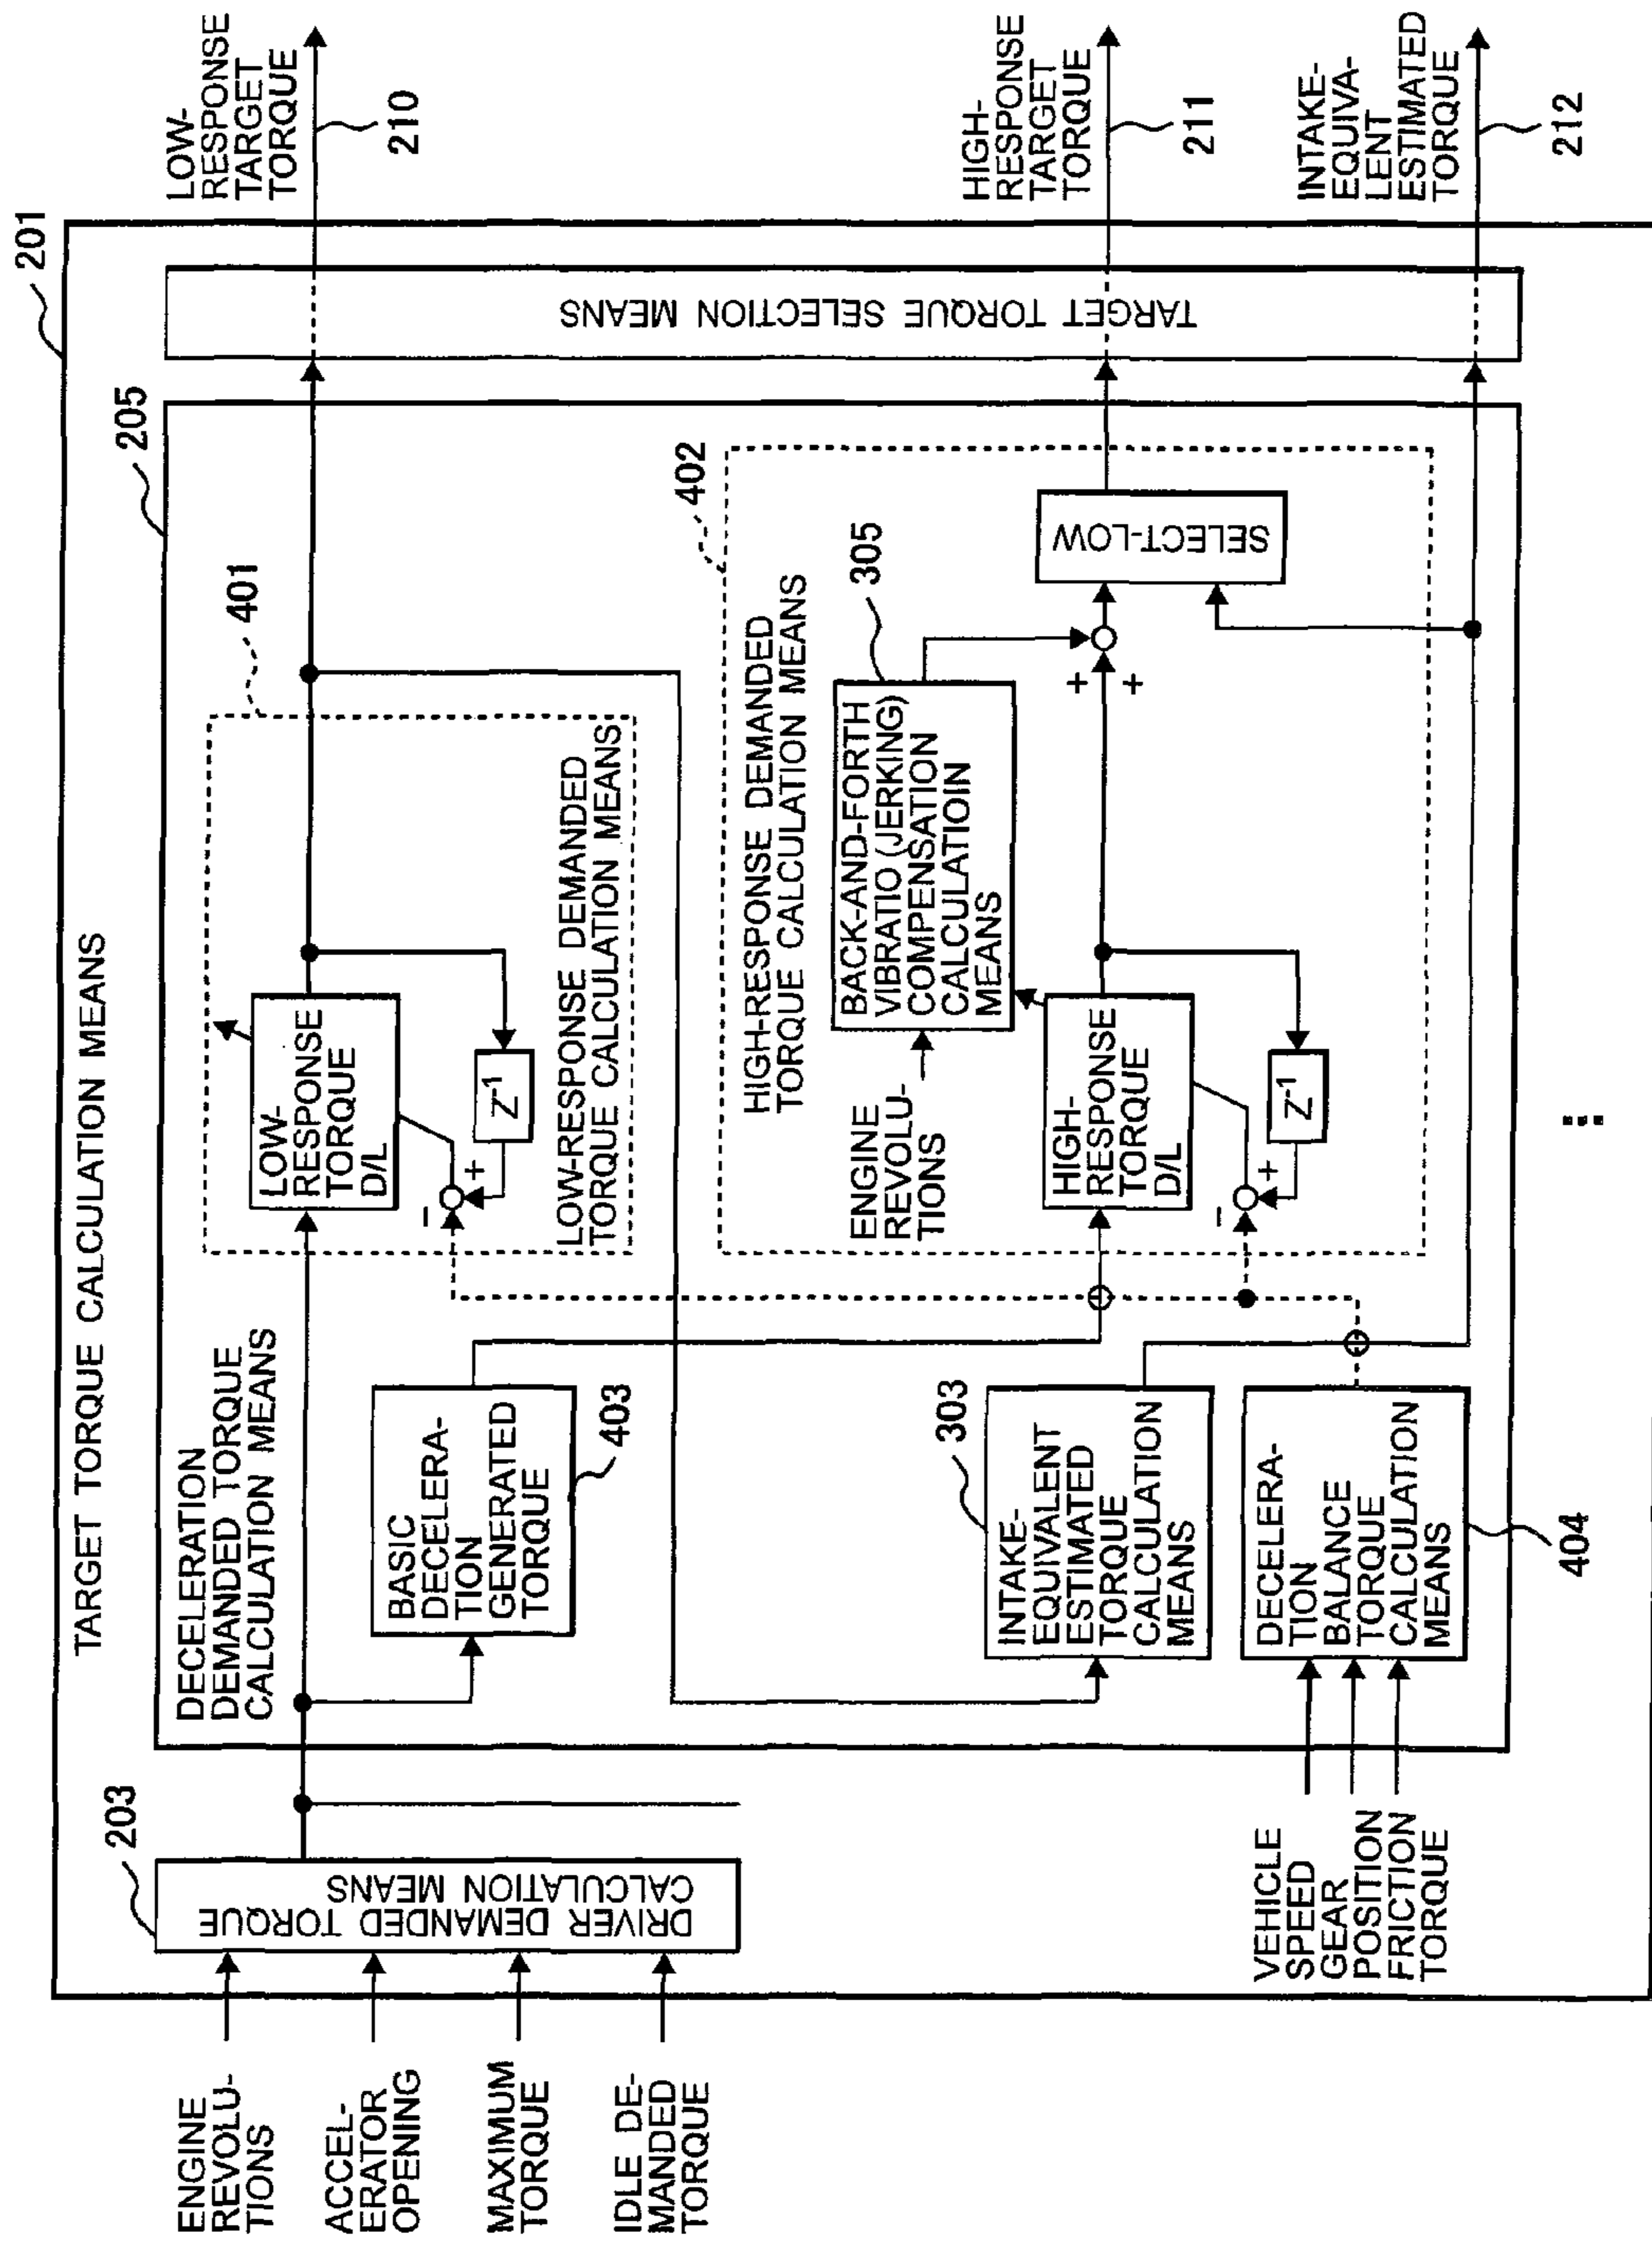 TARGET TORQUE CALCULATION MEANS
201
ENGINE
REVOLU-
TIONS
ACCEL-
ERATOR
OPENING
MAXIMUM
TORQUE
IDLE DE-
MANDED
TORQUE
203
DRIVER DEMANDED TORQUE
CALCULATION MEANS
DECELERATION
DEMANDED TORQUE
CALCULATION MEANS
205
BASIC
DECELERA-
TION
GENERATED
TORQUE
403
401
LOW-
RESPONSE
TORQUE
D/L
Z-1
+
−
LOW-RESPONSE DEMANDED
TORQUE CALCULATION MEANS
402
HIGH-RESPONSE DEMANDED
TORQUE CALCULATION MEANS
305
BACK-AND-FORTH
VIBRATIO (JERKING)
COMPENSATION
CALCULATOIN
MEANS
ENGINE
REVOLU-
TIONS
HIGH-
RESPONSE
TORQUE
D/L
Z-1
+
−
+
+
SELECT-LOW
303
INTAKE-
EQUIVALENT
ESTIMATED
TORQUE
CALCULATION
MEANS
DECELERA-
TION
BALANCE
TORQUE
CALCULATION
MEANS
404
VEHICLE
SPEED
GEAR
POSITION
FRICTION
TORQUE
TARGET TORQUE SELECTION MEANS
LOW-
RESPONSE
TARGET
TORQUE
210
HIGH-
RESPONSE
TARGET
TORQUE
211
INTAKE-
EQUIVA-
LENT
ESTIMATED
TORQUE
212